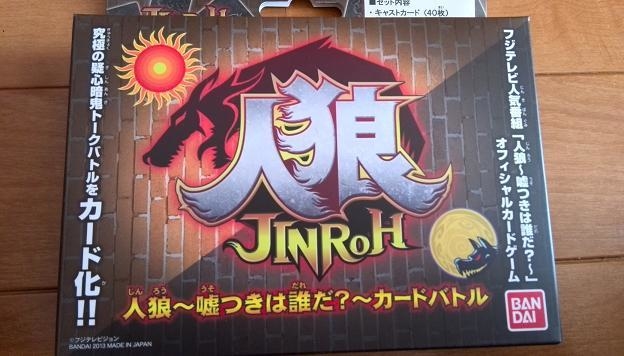 ■セット内容
・キャストカード(40枚)
フジテレビ人気番組「人狼～嘘つきは誰だ?～」
オフィシャルカードゲーム
究極の疑心暗鬼トークバトルをカード化!!
人狼
JINROH
人狼～嘘つきは誰だ?～カードバトル
©フジテレビジョン
BANDAI 2013 MADE IN JAPAN
BAN
DAI